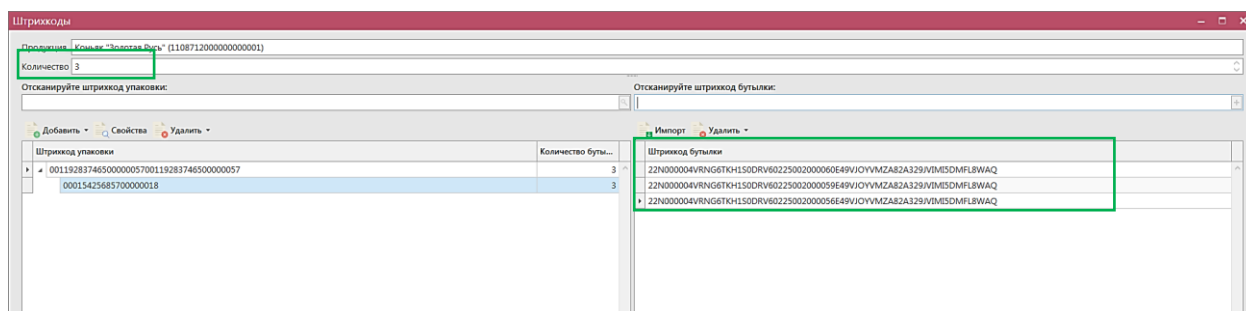 Штрихкоды
Продукция Коньяк "Золотая Русь" (1108712000000000001)
Количество 3
Отсканируйте штрихкод упаковки:
Отсканируйте штрихкод бутылки:
Добавить Свойства Удалить
Импорт Удалить
Штрихкод упаковки Количество буты...
Штрихкод бутылки
0011928374650000005700119283746500000057 3
00015425685700000018 3
22N000004VRNG6TKH1S0DRV60225002000060E49VJOYVMZA82A329JVIMI5DMFL8WAQ
22N000004VRNG6TKH1S0DRV60225002000059E49VJOYVMZA82A329JVIMI5DMFL8WAQ
22N000004VRNG6TKH1S0DRV60225002000056E49VJOYVMZA82A329JVIMI5DMFL8WAQ